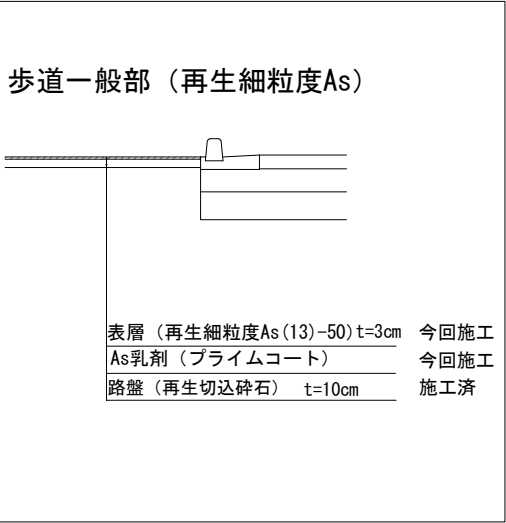 歩道一般部（再生細粒度As）
表層（再生細粒度As(13)-50）t=3cm 今回施工
As乳剤（プライムコート） 今回施工
路盤（再生切込砕石） t=10cm 施工済